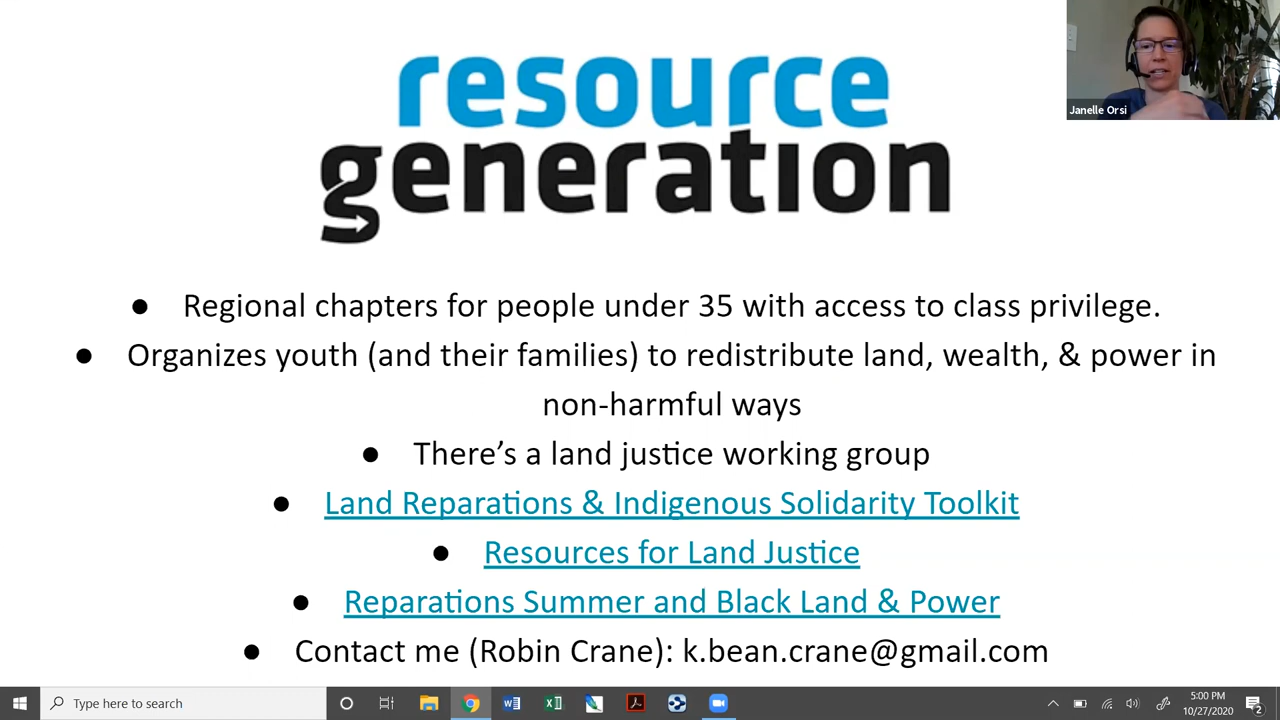 resource
generation
Janelle Orsi
● Regional chapters for people under 35 with access to class privilege.
● Organizes youth (and their families) to redistribute land, wealth, & power in
non-harmful ways
● There’s a land justice working group
● Land Reparations & Indigenous Solidarity Toolkit
● Resources for Land Justice
● Reparations Summer and Black Land & Power
● Contact me (Robin Crane): k.bean.crane@gmail.com
Type here to search
5:00 PM
10/27/2020
2